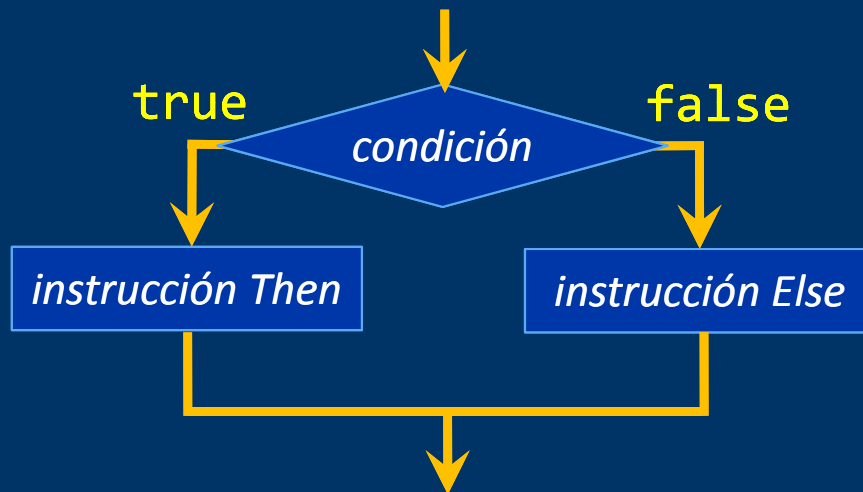 true
false
condición
instrucción Then
instrucción Else